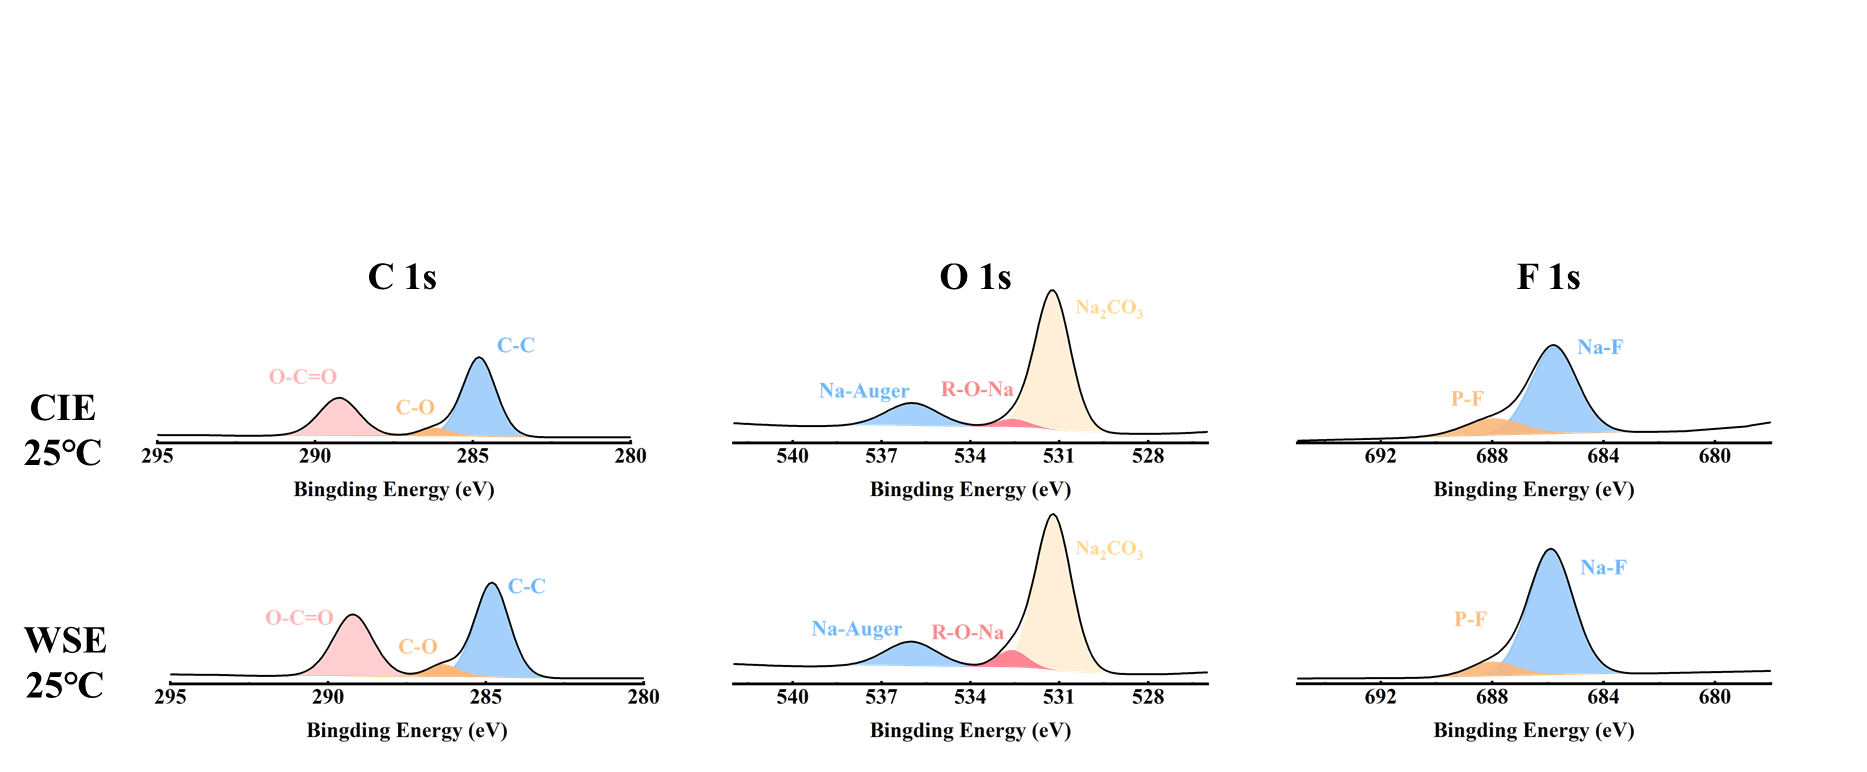 C 1s
O 1s
F 1s
CIE
25°C
O-C=O
C-O
C-C
295
290
285
280
Bingding Energy (eV)
Na-Auger
R-O-Na
Na₂CO₃
540
537
534
531
528
Bingding Energy (eV)
P-F
Na-F
692
688
684
680
Bingding Energy (eV)
WSE
25°C
O-C=O
C-O
C-C
295
290
285
280
Bingding Energy (eV)
Na-Auger
R-O-Na
Na₂CO₃
540
537
534
531
528
Bingding Energy (eV)
P-F
Na-F
692
688
684
680
Bingding Energy (eV)